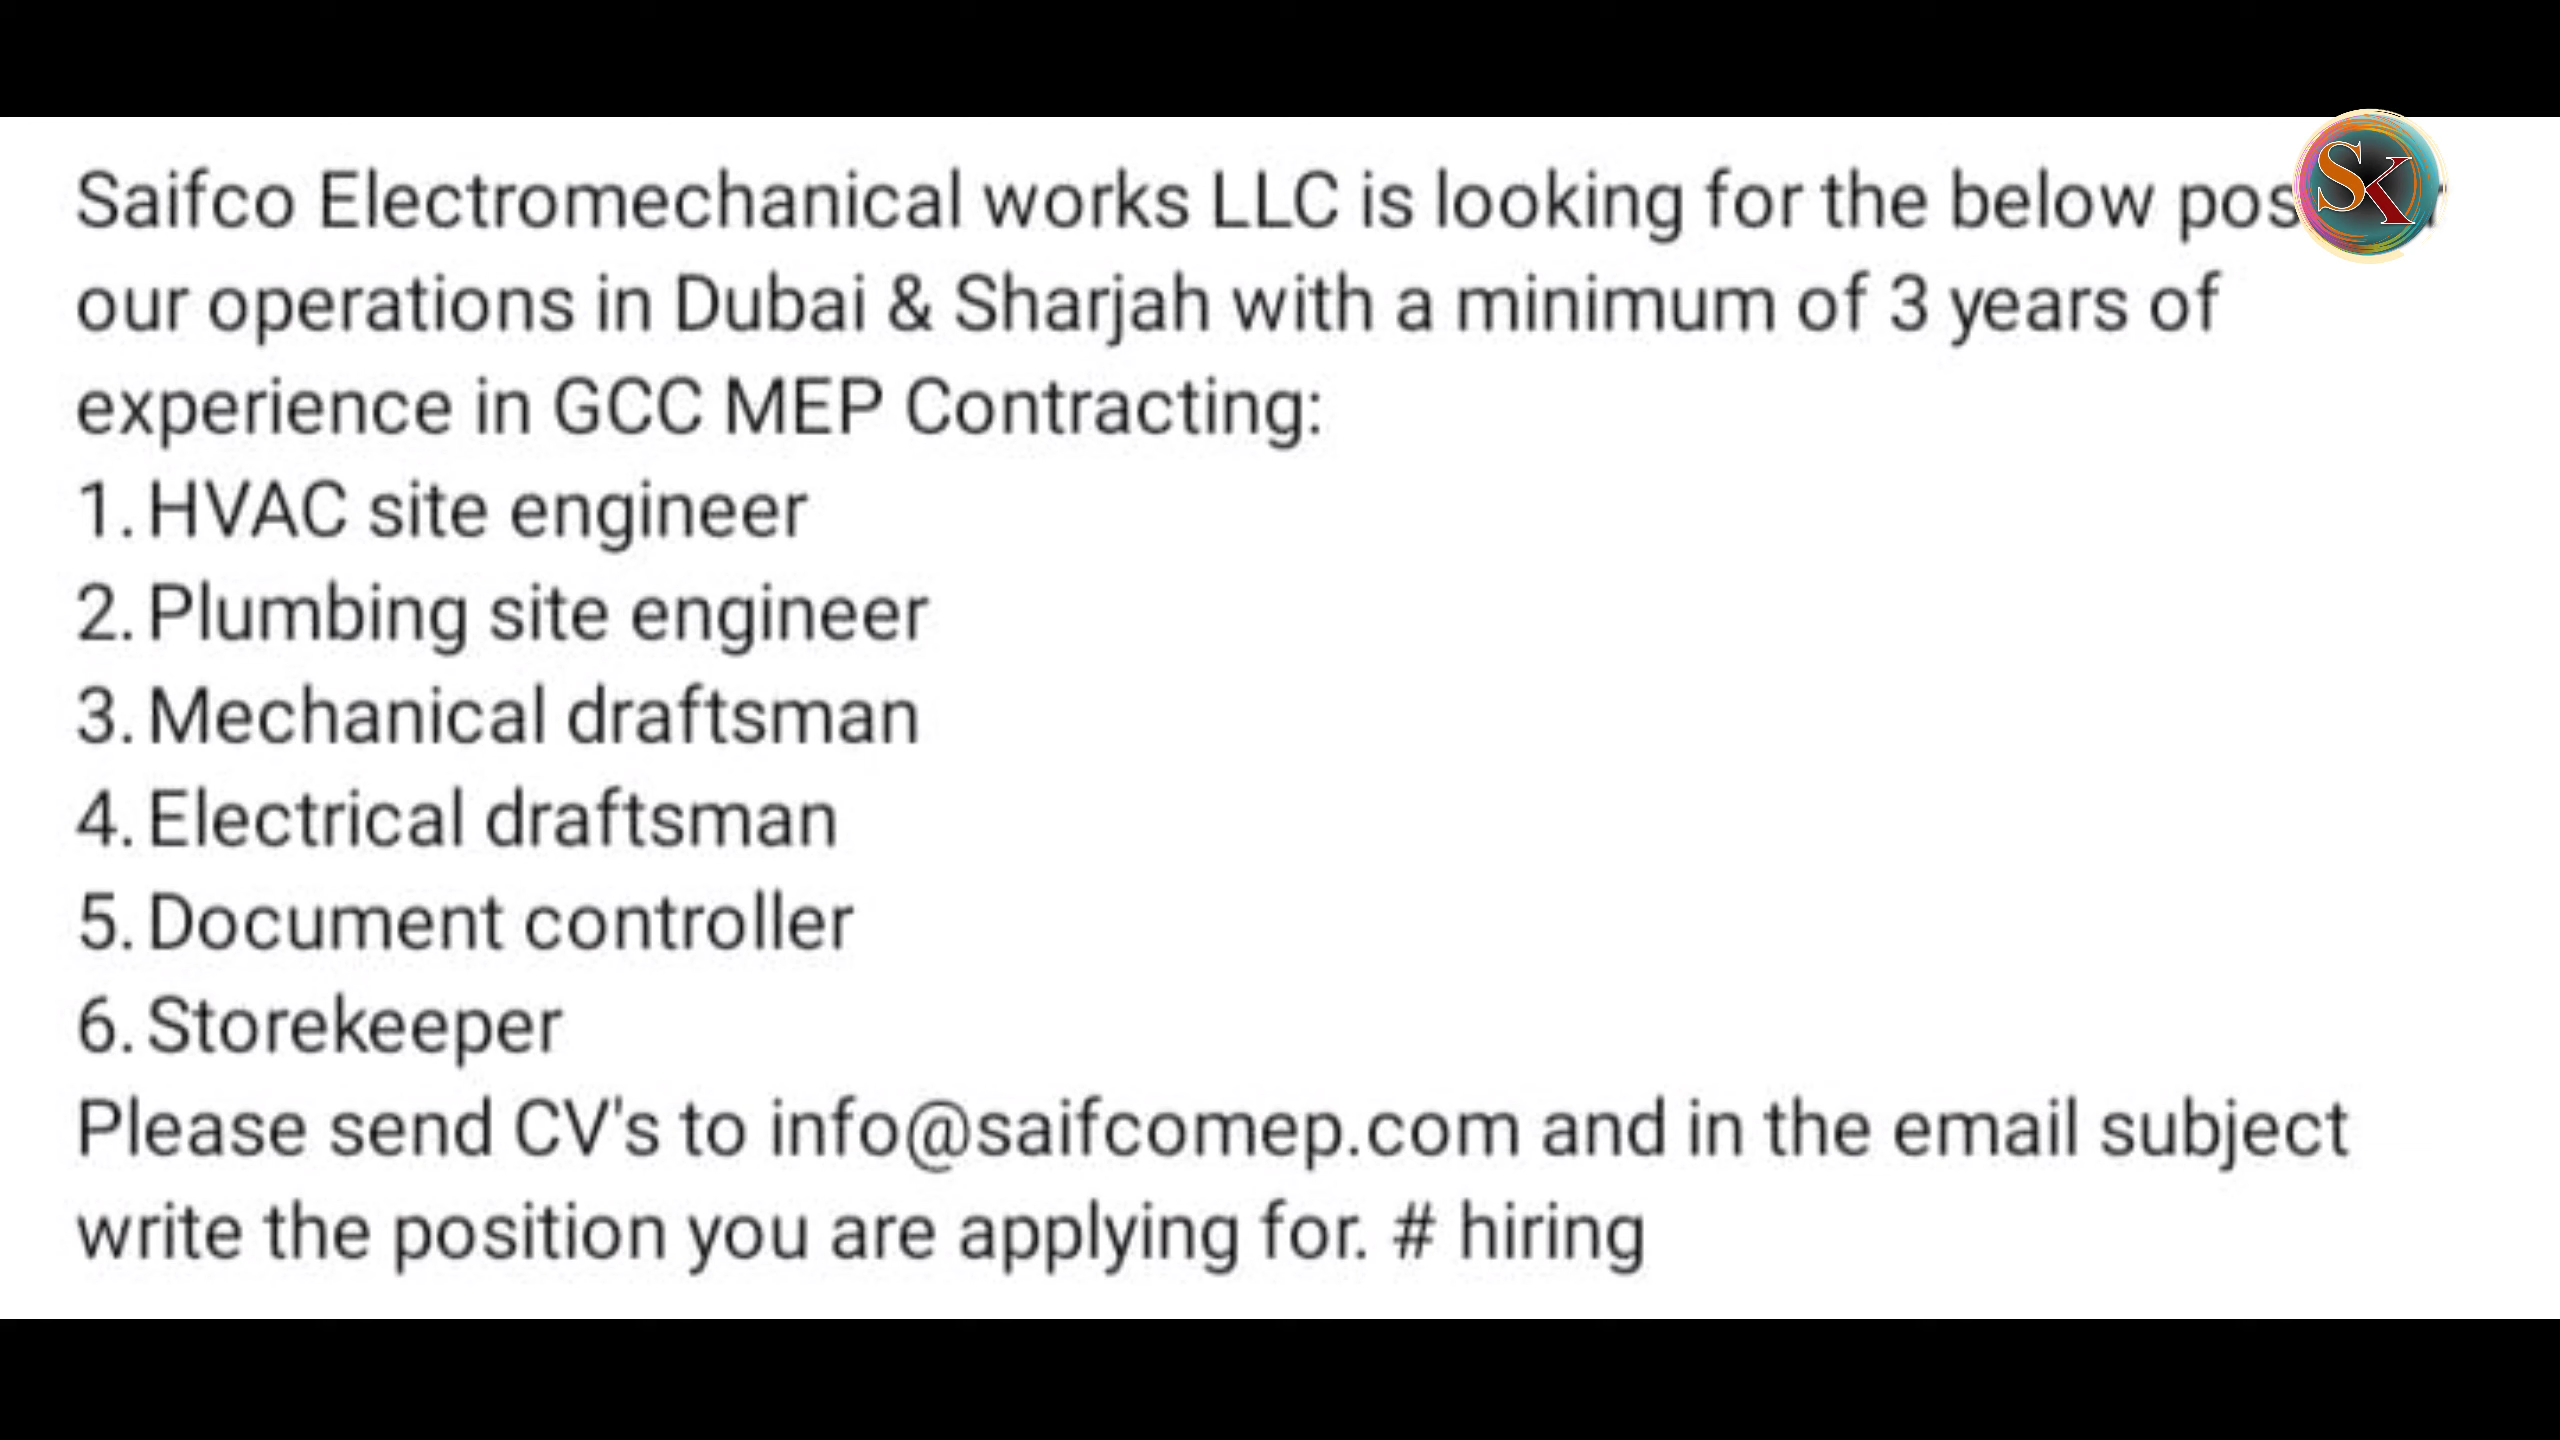 Saifco Electromechanical works LLC is looking for the below
our operations in Dubai & Sharjah with a minimum of 3 years of
experience in GCC MEP Contracting:
1. HVAC site engineer
2. Plumbing site engineer
3. Mechanical draftsman
4. Electrical draftsman
5. Document controller
6. Storekeeper
Please send CV's to info@saifcomep.com and in the email subject
write the position you are applying for. # hiring
SK